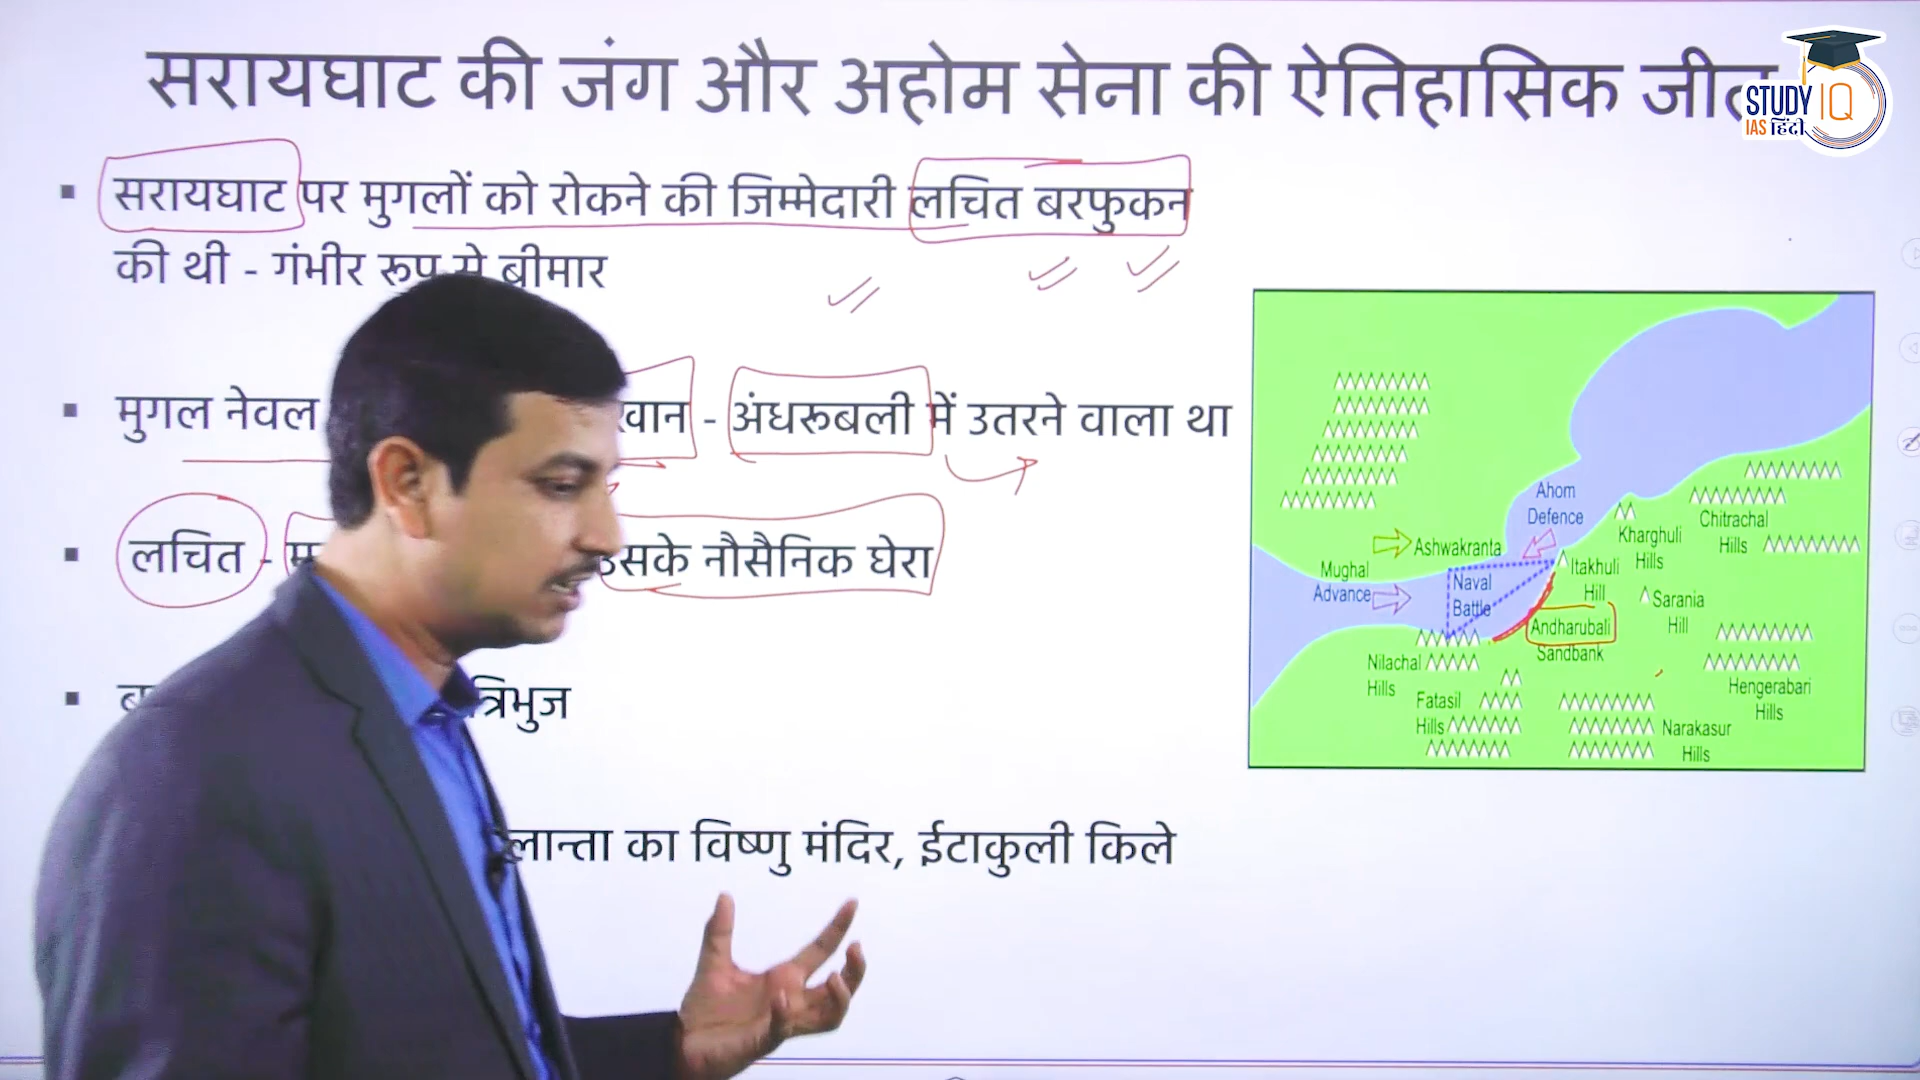 सरायघाट की जंग और अहोम सेना की ऐतिहासिक जीत
STUDY IQ
IAS हिंदी
सरायघाट पर मुगलों को रोकने की जिम्मेदारी लचित बरफुकन
की थी - गंभीर रूप से बीमार
मुगल नेवल - अंधरूबली में उतरने वाला था
लचित - उसके नौसैनिक घेरा
त्रिभुज
का विष्णु मंदिर, ईटाकुली किले
Ahom
Defence
Ashwakranta
Mughal
Advance
Naval
Battle
Itakhuli
Hill
Kharghuli
Hills
Chitrachal
Hills
Sarania
Hill
Andharubali
Sandbank
Nilachal
Hills
Fatasil
Hills
Hengerabari
Hills
Narakasur
Hills